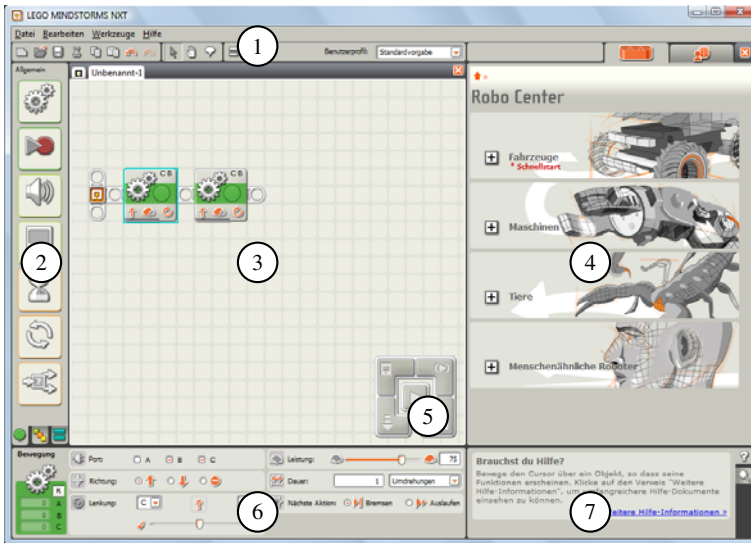 LEGO MINDSTORMS NXT
Datei Bearbeiten Werkzeuge Hilfe
1
Benutzerprofil: Standardvorgabe
Allgemein
Unbenannt-1
Robo Center
C B
C B
Fahrzeuge
* Schnellstart
Maschinen
2
3
4
Tiere
Menschenähnliche Roboter
5
Bewegung
Port: A B C
Leistung: 75
Richtung:
Dauer: 1 Umdrehungen
Lenkung: C
Nächste Aktion: Bremsen Auslaufen
0 A
0 B
0 C
6
Brauchst du Hilfe?
Bewege den Cursor über ein Objekt, so dass seine
Funktionen erscheinen. Klicke auf den Verweis "Weitere
Hilfe-Informationen", um umfangreichere Hilfe-Dokumente
einsehen zu können.
7
Weitere Hilfe-Informationen »
?